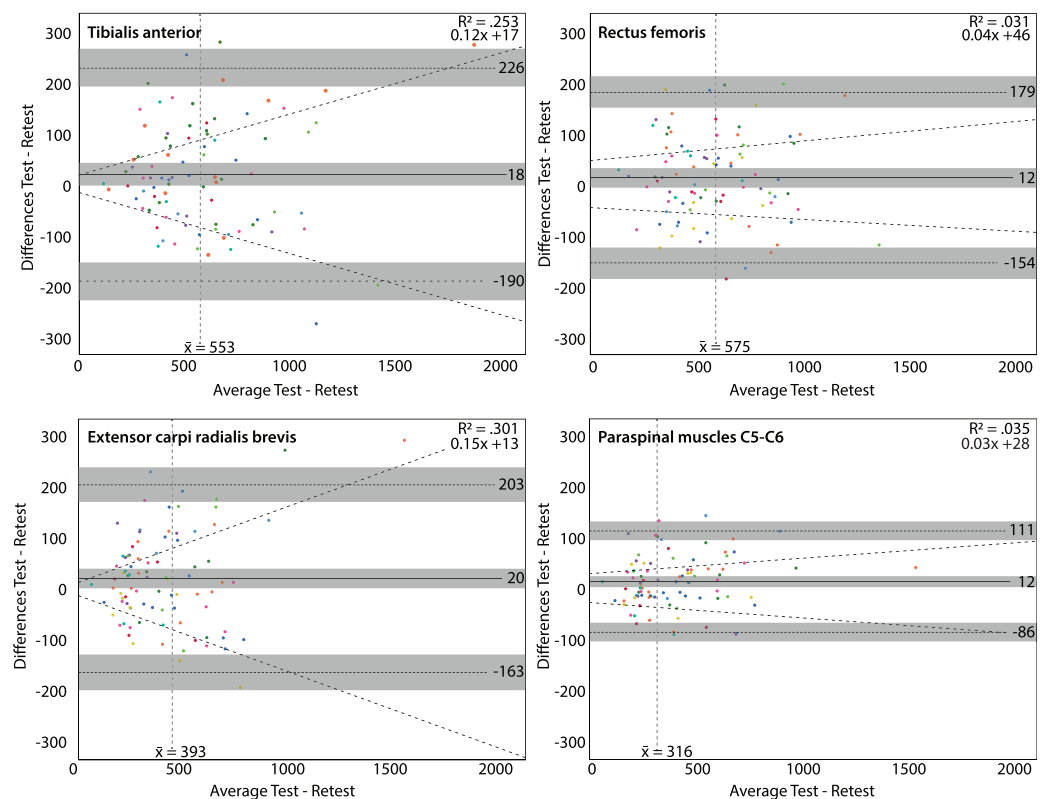 Tibialis anterior
R² = .253
0.12x +17
300
200
100
0
-100
-200
-300
226
18
-190
x̄ = 553
0
500
1000
1500
2000
Average Test - Retest
Differences Test - Retest
Rectus femoris
R² = .031
0.04x +46
300
200
100
0
-100
-200
-300
179
12
-154
x̄ = 575
0
500
1000
1500
2000
Average Test - Retest
Differences Test - Retest
Extensor carpi radialis brevis
R² = .301
0.15x +13
300
200
100
0
-100
-200
-300
203
20
-163
x̄ = 393
0
500
1000
1500
2000
Average Test - Retest
Differences Test - Retest
Paraspinal muscles C5-C6
R² = .035
0.03x +28
300
200
100
0
-100
-200
-300
111
12
-86
x̄ = 316
0
500
1000
1500
2000
Average Test - Retest
Differences Test - Retest